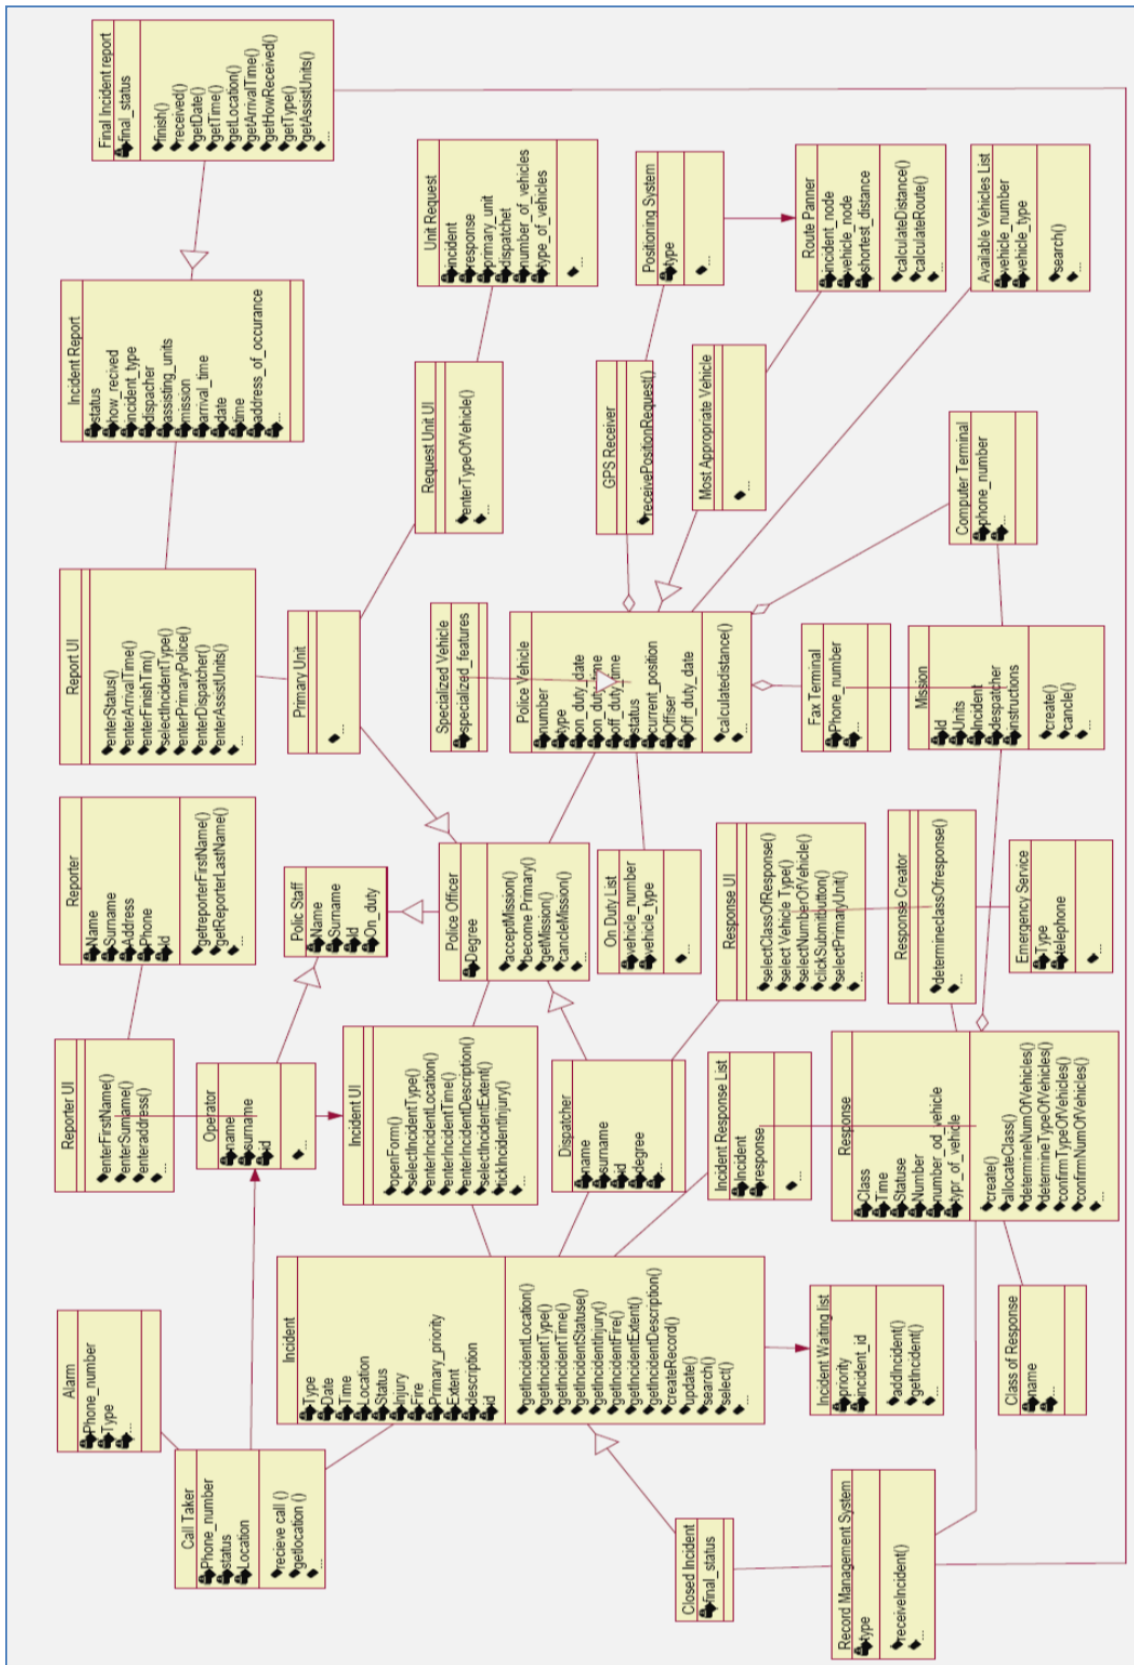 Alarm
Phone_number
Type
...
Call Taker
Phone_number
status
Location
recieve call ()
getlocation ()
...
Reporter UI
enterFirstName()
enterSurname()
enteraddress()
Reporter
Name
Surname
Address
Phone
Id
getreporterFirstName()
getReporterLastName()
...
Report UI
enterStatus()
enterArrivalTime()
enterFinishTim()
selectIncidentType()
enterPrimaryPolice()
enterDispatcher()
enterAssistUnits()
...
Incident Report
status
how_recived
incident_type
dispacher
assisting_units
mission
arrival_time
date
time
address_of_occurance
...
Final Incident report
final_status
finish()
received()
getDate()
getTime()
getLocation()
getArrivalTime()
getHowReceived()
getType()
getAssistUnits()
...
Operator
name
surname
id
...
Polic Staff
Name
Surname
Id
On_duty
Primary Unit
...
Incident
Type
Date
Time
Location
Status
Injury
Fire
Primary_priority
Extent
description
id
getIncidentLocation()
getIncidentType()
getIncidentTime()
getIncidentStatuse()
getIncidentInjury()
getIncidentFire()
getIncidentExtent()
getIncidentDescription()
createRecord()
update()
search()
select()
...
Incident UI
openForm()
selectIncidentType()
enterIncidentLocation()
enterIncidentTime()
enterIncidentDescription()
selectIncidentExtent()
tickIncidentInjury()
...
Police Officer
Degree
acceptMission()
become Primary()
getMission()
cancleMission()
...
Request Unit UI
enterTypeOfVehicle()
...
Unit Request
incident
response
primary_unit
dispatchet
number_of_vehicles
type_of_vehicles
...
Specialized Vehicle
specialized_features
Police Vehicle
number
type
on_duty_date
on_duty_time
off_duty_time
status
current_position
Offiser
Off_duty_date
calculatedistance()
...
GPS Receiver
receivePositionRequest()
...
Positioning System
type
...
Dispatcher
name
surname
id
degree
...
On Duty List
vehicle_number
vehicle_type
...
Most Appropriate Vehicle
...
Route Panner
incident_node
vehicle_node
shortest_distance
calculateDistance()
calculateRoute()
...
Closed Incident
final_status
Incident Response List
Incident
response
...
Response UI
selectClassOfResponse()
select Vehicle Type()
selectNumberOfVehicle()
clickSubmitbutton()
selectPrimaryUnit()
...
Fax Terminal
Phone_number
...
...
Incident Waiting list
priority
incident_id
addIncident()
getIncident()
...
Record Management System
type
receiveIncident()
...
Response
Class
Time
Statuse
Number
number_od_vehicle
typr_of_vehicle
create()
allocateClass()
determineNumOfVehicles()
determineTypeOfVehicles()
confirmTypeOfVehicles()
confirmNumOfVehicles()
...
Response Creator
determineclassOfresponse()
...
Mission
Id
Units
Incident
despatcher
instructions
create()
cancle()
...
Computer Terminal
phone_number
...
...
Available Vehicles List
vehicle_number
vehicle_type
search()
...
Class of Response
name
...
...
Emergency Service
Type
telephone
...